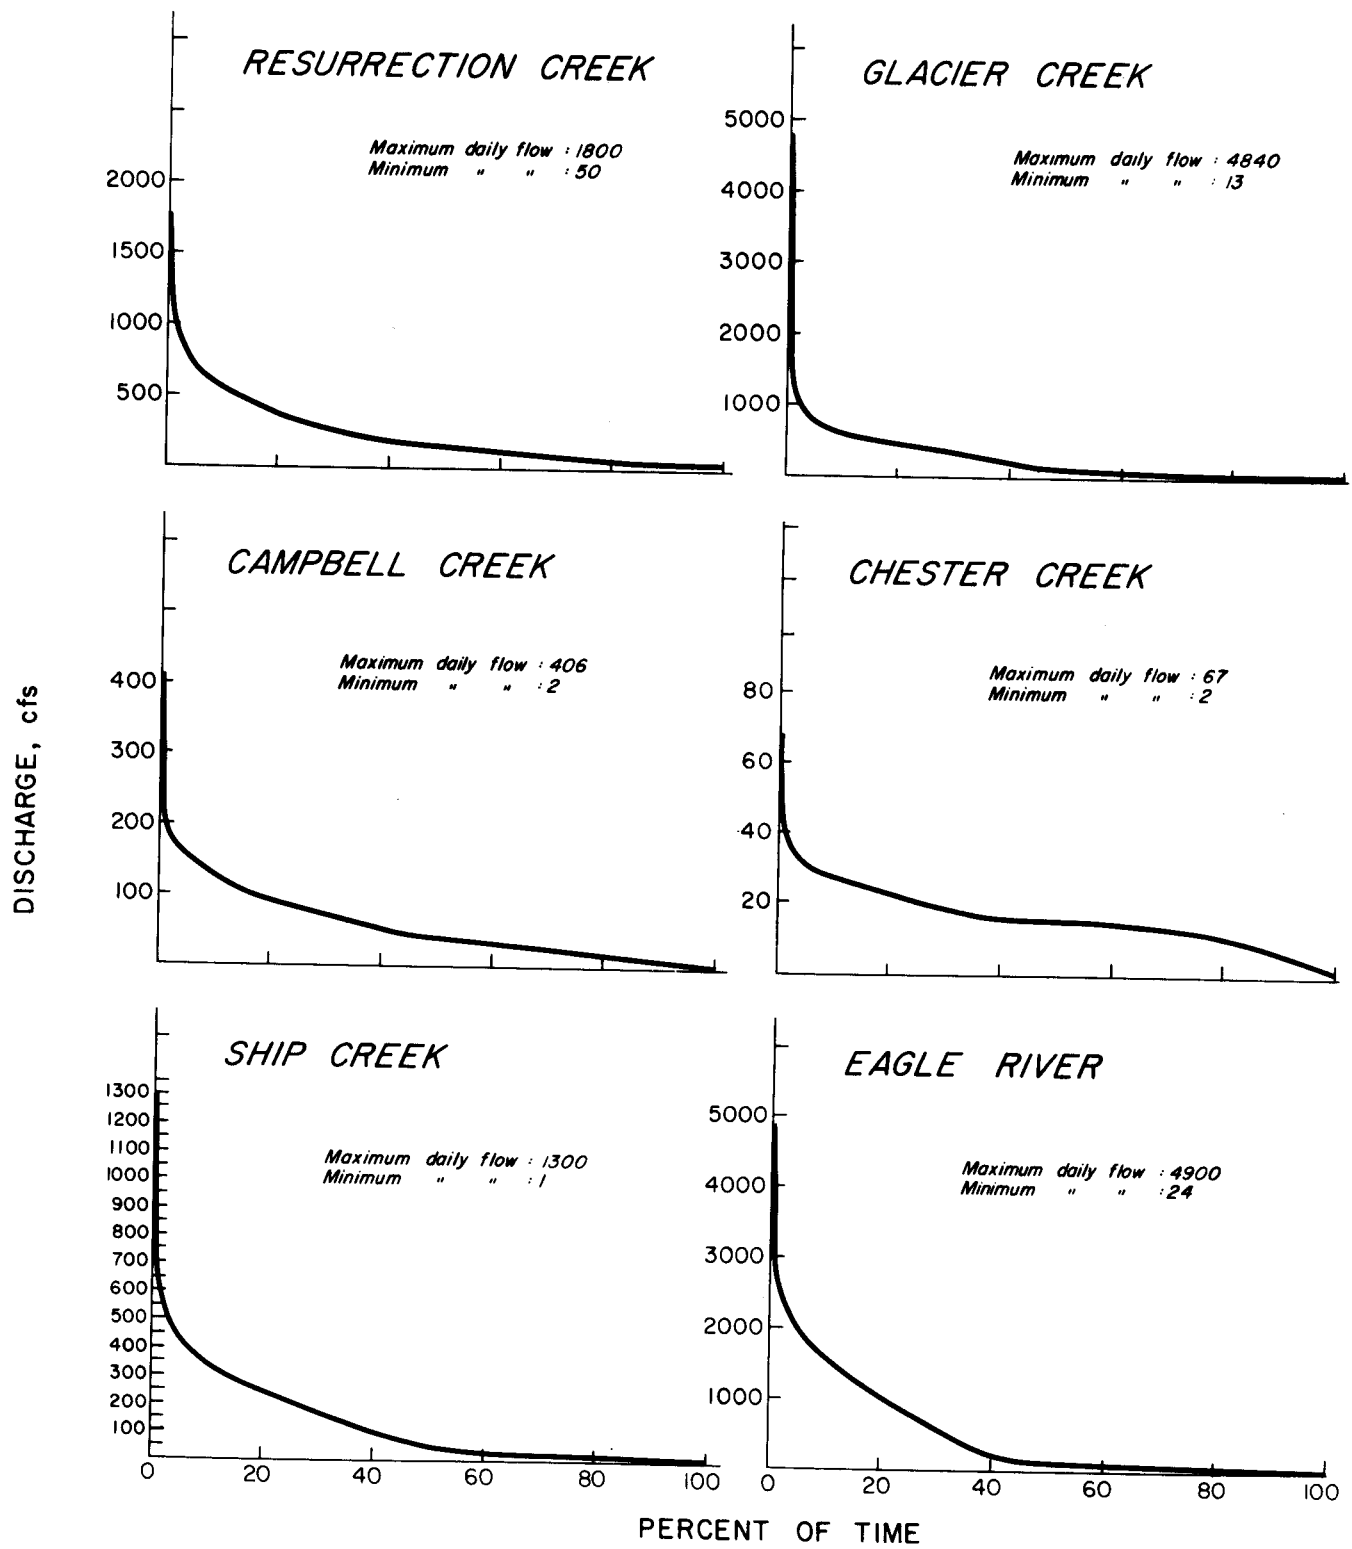 RESURRECTION CREEK
Maximum daily flow : 1800
Minimum " " : 50
2000
1500
1000
500
GLACIER CREEK
Maximum daily flow : 4840
Minimum " " : 13
5000
4000
3000
2000
1000
CAMPBELL CREEK
Maximum daily flow : 406
Minimum " " : 2
400
300
200
100
CHESTER CREEK
Maximum daily flow : 67
Minimum " " : 2
80
60
40
20
DISCHARGE, cfs
SHIP CREEK
Maximum daily flow : 1300
Minimum " " : 1
1300
1200
1100
1000
900
800
700
600
500
400
300
200
100
0 20 40 60 80 100
EAGLE RIVER
Maximum daily flow : 4900
Minimum " " : 24
5000
4000
3000
2000
1000
0 20 40 60 80 100
PERCENT OF TIME